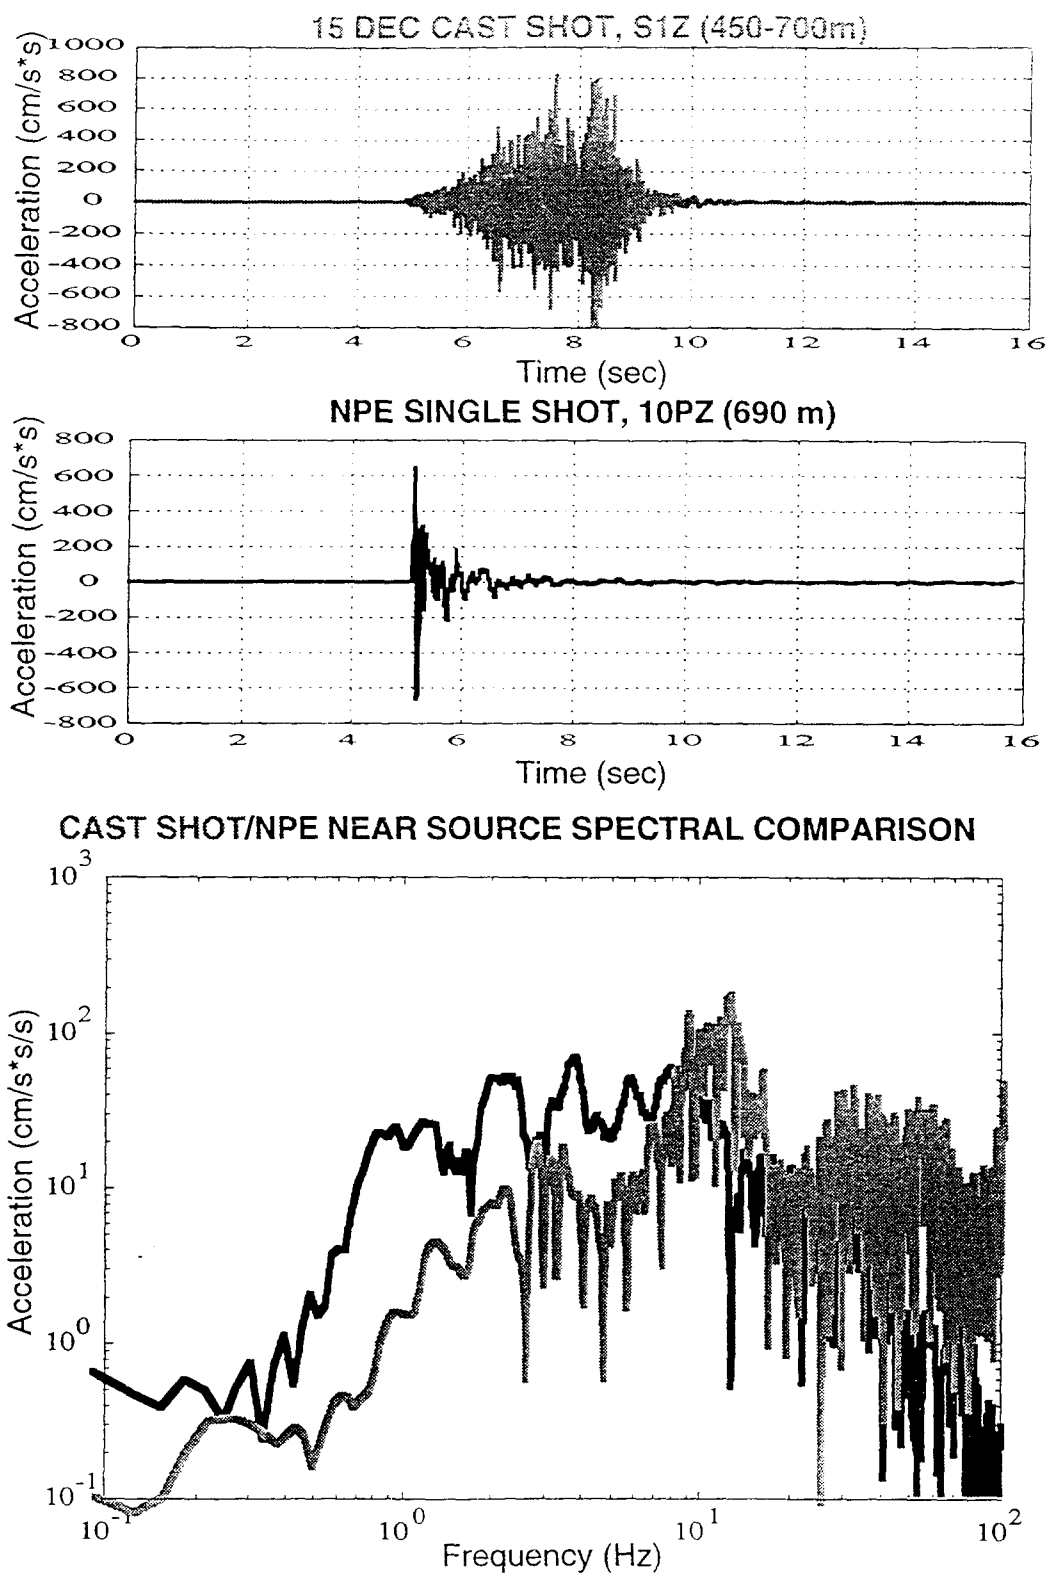 15 DEC CAST SHOT, S1Z (450-700m)
Acceleration (cm/s*s)
1000
800
600
400
200
0
-200
-400
-600
-800
0 2 4 6 8 10 12 14 16
Time (sec)
NPE SINGLE SHOT, 10PZ (690 m)
Acceleration (cm/s*s)
800
600
400
200
0
-200
-400
-600
-800
0 2 4 6 8 10 12 14 16
Time (sec)
CAST SHOT/NPE NEAR SOURCE SPECTRAL COMPARISON
Acceleration (cm/s*s/s)
10^3
10^2
10^1
10^0
10^-1
10^-1 10^0 10^1 10^2
Frequency (Hz)